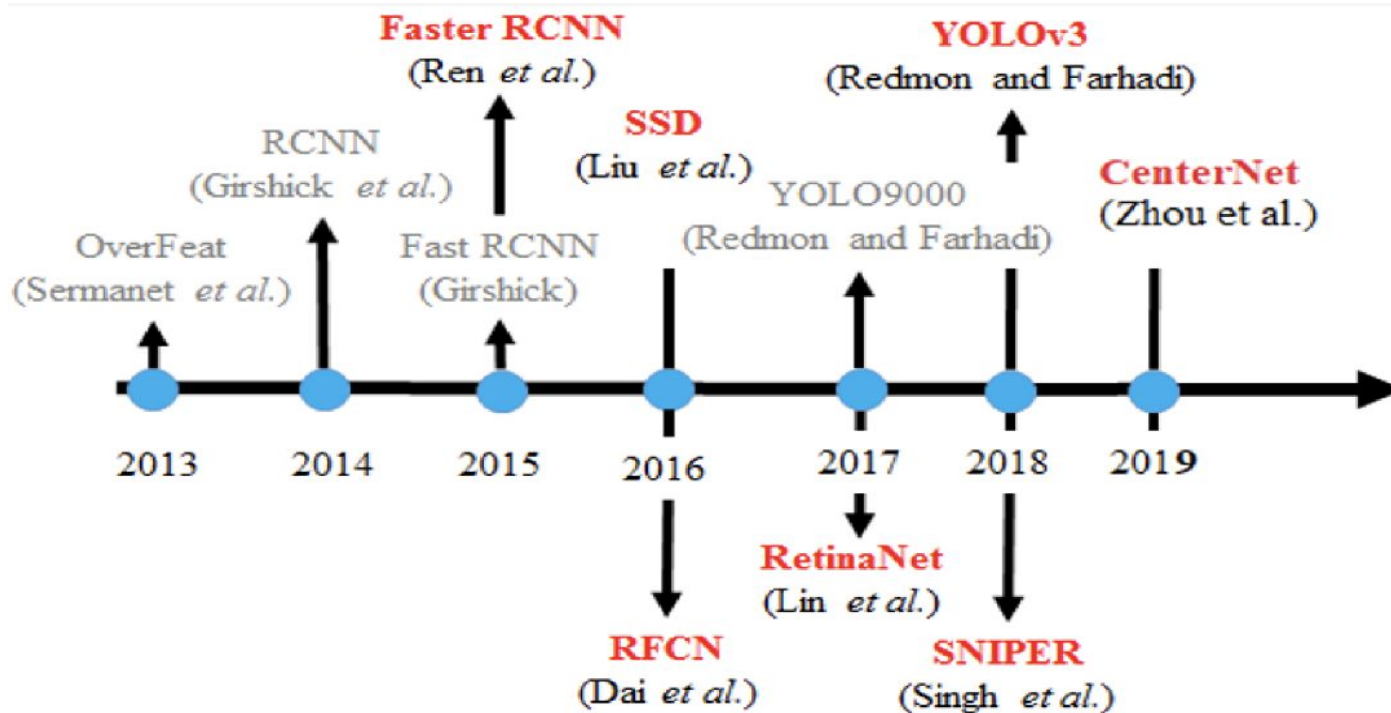 Faster RCNN
(Ren et al.)
YOLOv3
(Redmon and Farhadi)
SSD
(Liu et al.)
RCNN
(Girshick et al.)
CenterNet
(Zhou et al.)
YOLO9000
(Redmon and Farhadi)
OverFeat
(Sermanet et al.)
Fast RCNN
(Girshick)
2013
2014
2015
2016
2017
2018
2019
RetinaNet
(Lin et al.)
RFCN
(Dai et al.)
SNIPER
(Singh et al.)